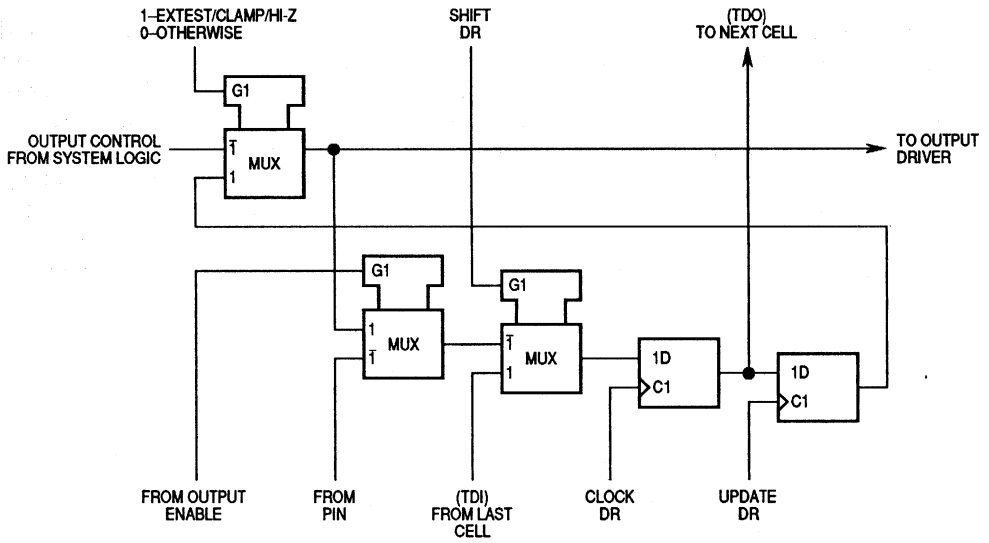 1–EXTEST/CLAMP/HI-Z
0–OTHERWISE
SHIFT
DR
(TDO)
TO NEXT CELL
G1
OUTPUT CONTROL
FROM SYSTEM LOGIC
1̅
1
MUX
TO OUTPUT
DRIVER
G1
1
1̅
MUX
G1
1̅
1
MUX
1D
C1
1D
C1
FROM OUTPUT
ENABLE
FROM
PIN
(TDI)
FROM LAST
CELL
CLOCK
DR
UPDATE
DR